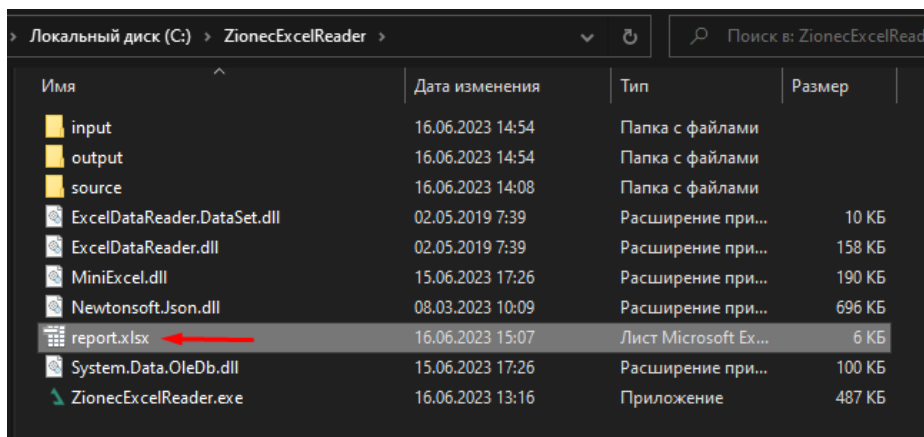 Локальный диск (C:) › ZionecExcelReader › Поиск в: ZionecExcelRead
Имя Дата изменения Тип Размер
input 16.06.2023 14:54 Папка с файлами
output 16.06.2023 14:54 Папка с файлами
source 16.06.2023 14:08 Папка с файлами
ExcelDataReader.DataSet.dll 02.05.2019 7:39 Расширение при... 10 КБ
ExcelDataReader.dll 02.05.2019 7:39 Расширение при... 158 КБ
MiniExcel.dll 15.06.2023 17:26 Расширение при... 190 КБ
Newtonsoft.Json.dll 08.03.2023 10:09 Расширение при... 696 КБ
report.xlsx 16.06.2023 15:07 Лист Microsoft Ex... 6 КБ
System.Data.OleDb.dll 15.06.2023 17:26 Расширение при... 100 КБ
ZionecExcelReader.exe 16.06.2023 13:16 Приложение 487 КБ